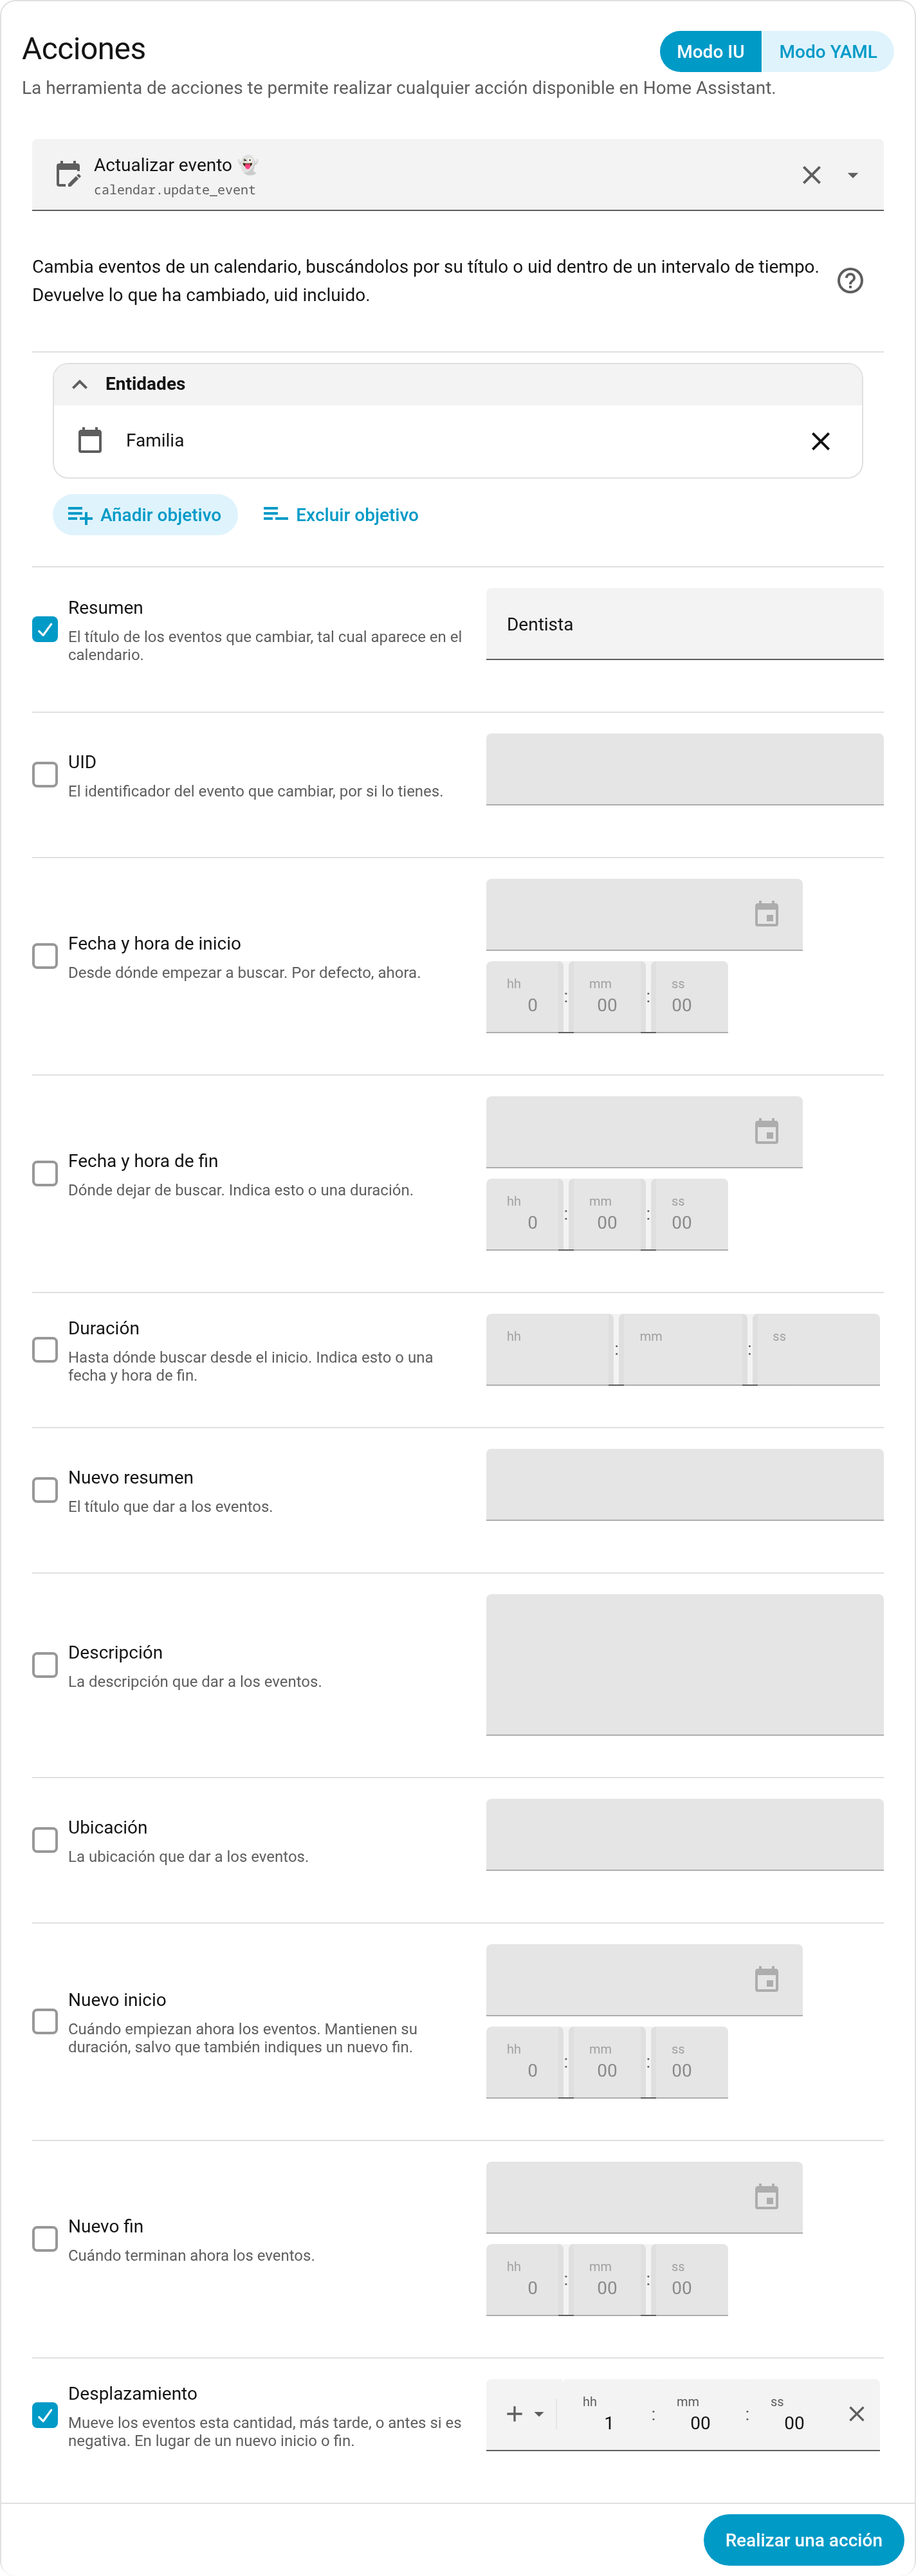 Acciones
Modo IU
Modo YAML
La herramienta de acciones te permite realizar cualquier acción disponible en Home Assistant.
Actualizar evento 👻
calendar.update_event
Cambia eventos de un calendario, buscándolos por su título o uid dentro de un intervalo de tiempo.
Devuelve lo que ha cambiado, uid incluido.
Entidades
Familia
Añadir objetivo
Excluir objetivo
Resumen
El título de los eventos que cambiar, tal cual aparece en el
calendario.
Dentista
UID
El identificador del evento que cambiar, por si lo tienes.
Fecha y hora de inicio
Desde dónde empezar a buscar. Por defecto, ahora.
hh
mm
ss
0 : 00 : 00
Fecha y hora de fin
Dónde dejar de buscar. Indica esto o una duración.
hh
mm
ss
0 : 00 : 00
Duración
Hasta dónde buscar desde el inicio. Indica esto o una
fecha y hora de fin.
hh : mm : ss
Nuevo resumen
El título que dar a los eventos.
Descripción
La descripción que dar a los eventos.
Ubicación
La ubicación que dar a los eventos.
Nuevo inicio
Cuándo empiezan ahora los eventos. Mantienen su
duración, salvo que también indiques un nuevo fin.
hh
mm
ss
0 : 00 : 00
Nuevo fin
Cuándo terminan ahora los eventos.
hh
mm
ss
0 : 00 : 00
Desplazamiento
Mueve los eventos esta cantidad, más tarde, o antes si es
negativa. En lugar de un nuevo inicio o fin.
+
hh
mm
ss
1 : 00 : 00
Realizar una acción